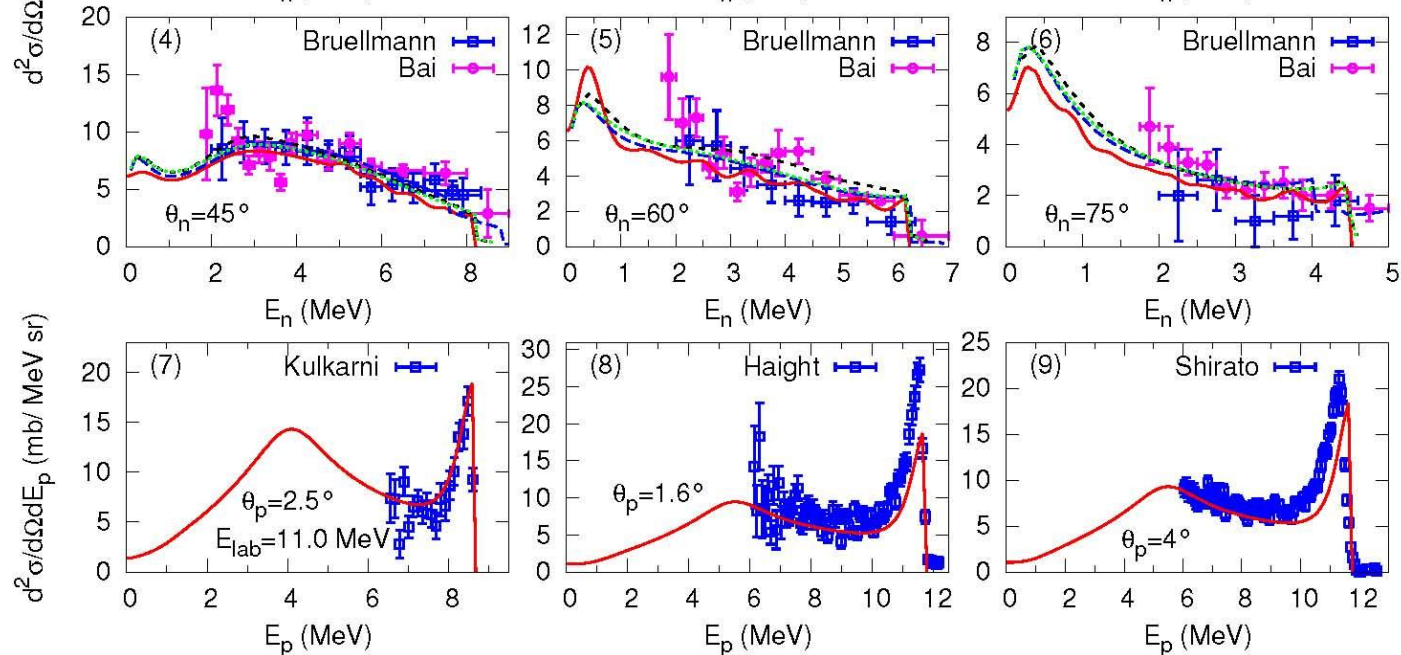 d²σ/dΩ
(4) Bruellmann
Bai
θn=45°
20
15
10
5
0
0 2 4 6 8
En (MeV)
(5) Bruellmann
Bai
θn=60°
12
10
8
6
4
2
0
0 1 2 3 4 5 6 7
En (MeV)
(6) Bruellmann
Bai
θn=75°
8
6
4
2
0
0 1 2 3 4 5
En (MeV)
d²σ/dΩdEp (mb/ MeV sr)
(7) Kulkarni
θp=2.5°
Elab=11.0 MeV
20
15
10
5
0
0 2 4 6 8
Ep (MeV)
(8) Haight
θp=1.6°
30
25
20
15
10
5
0
0 2 4 6 8 10 12
Ep (MeV)
(9) Shirato
θp=4°
25
20
15
10
5
0
0 2 4 6 8 10 12
Ep (MeV)